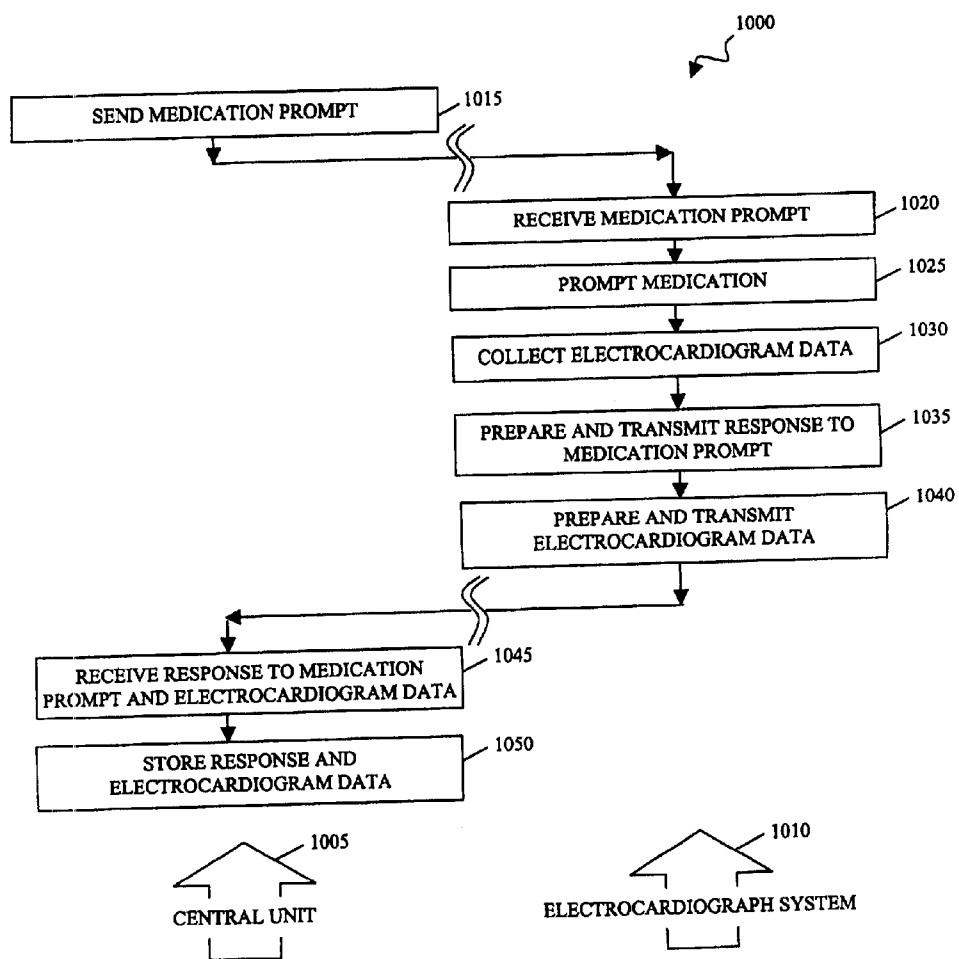 1000
SEND MEDICATION PROMPT
1015
RECEIVE MEDICATION PROMPT
1020
PROMPT MEDICATION
1025
COLLECT ELECTROCARDIOGRAM DATA
1030
PREPARE AND TRANSMIT RESPONSE TO
MEDICATION PROMPT
1035
PREPARE AND TRANSMIT
ELECTROCARDIOGRAM DATA
1040
RECEIVE RESPONSE TO MEDICATION
PROMPT AND ELECTROCARDIOGRAM DATA
1045
STORE RESPONSE AND
ELECTROCARDIOGRAM DATA
1050
1005
CENTRAL UNIT
1010
ELECTROCARDIOGRAPH SYSTEM